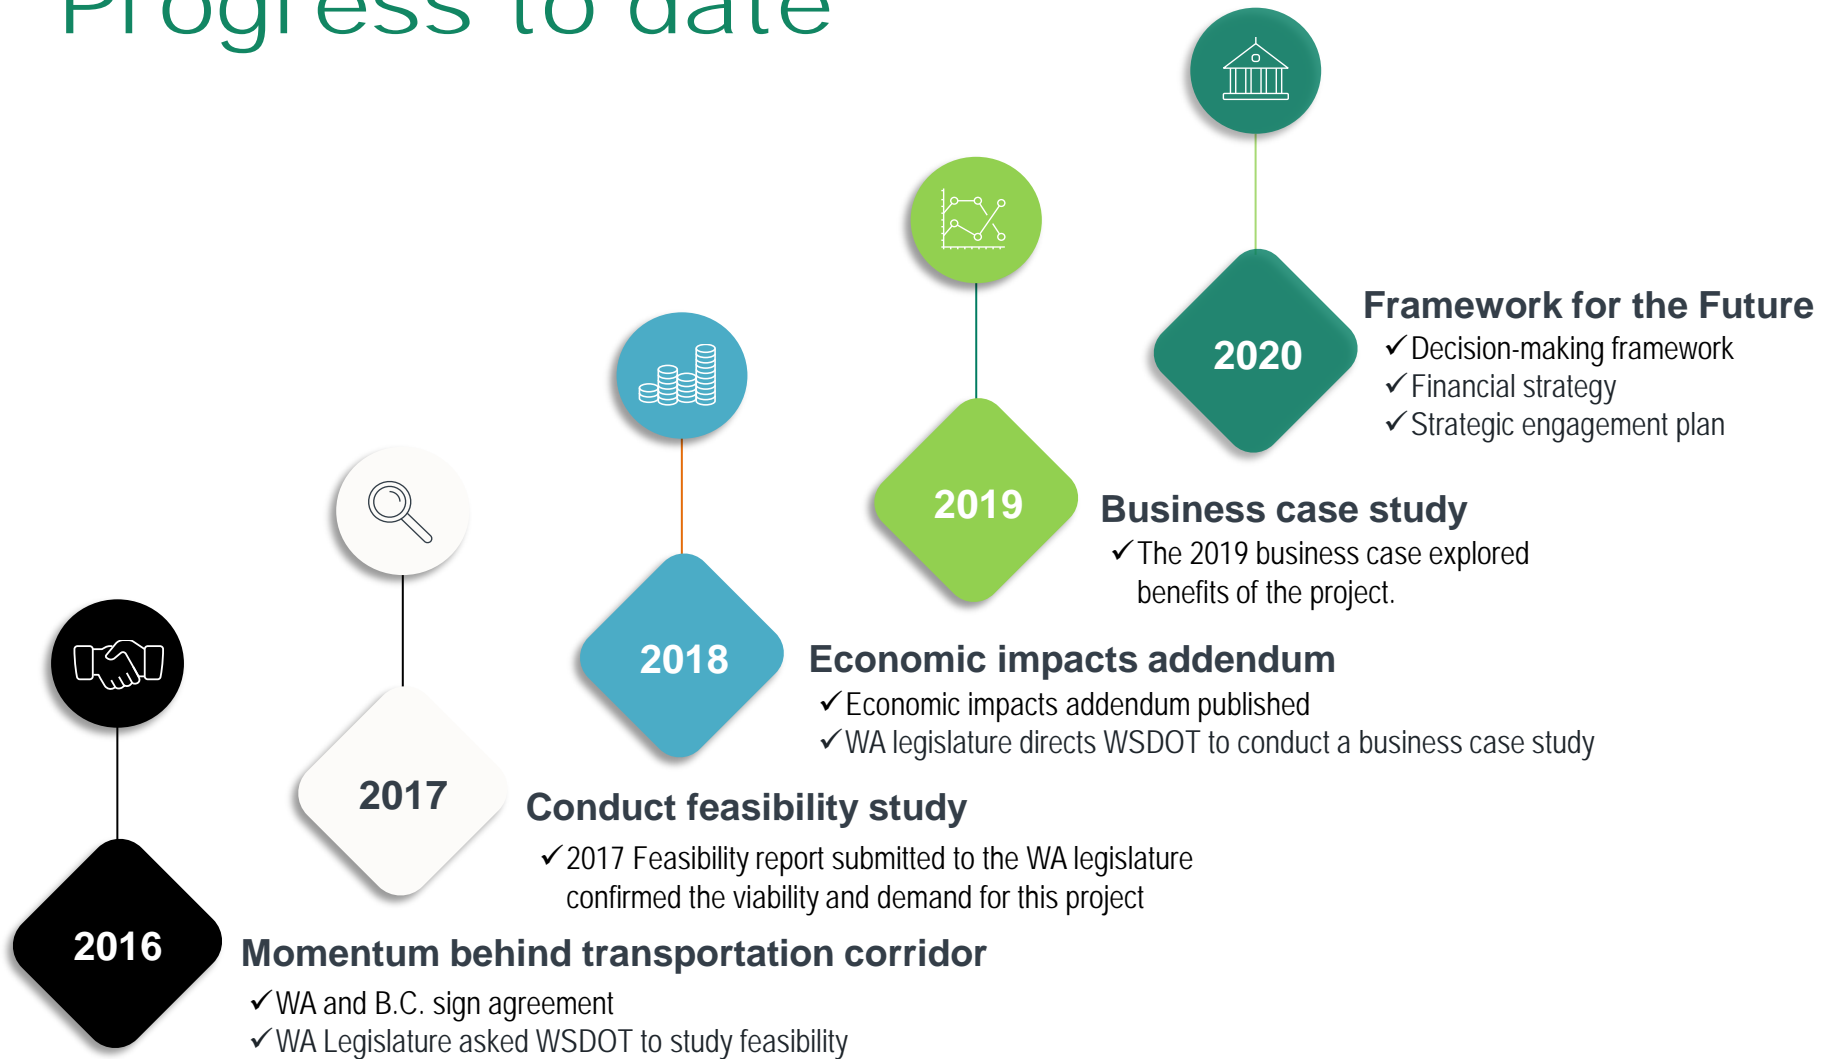 Progress to date
2020
Framework for the Future
✓Decision-making framework
✓Financial strategy
✓Strategic engagement plan
2019
Business case study
✓The 2019 business case explored
benefits of the project.
2018
Economic impacts addendum
✓Economic impacts addendum published
✓WA legislature directs WSDOT to conduct a business case study
2017
Conduct feasibility study
✓2017 Feasibility report submitted to the WA legislature
confirmed the viability and demand for this project
2016
Momentum behind transportation corridor
✓WA and B.C. sign agreement
✓WA Legislature asked WSDOT to study feasibility